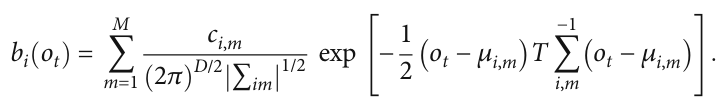 b_i(o_t) = \sum_{m=1}^{M} \frac{c_{i,m}}{(2\pi)^{D/2} |\sum_{im}|^{1/2}} \exp \left[ -\frac{1}{2} (o_t - \mu_{i,m}) T \sum_{i,m}^{-1} (o_t - \mu_{i,m}) \right].